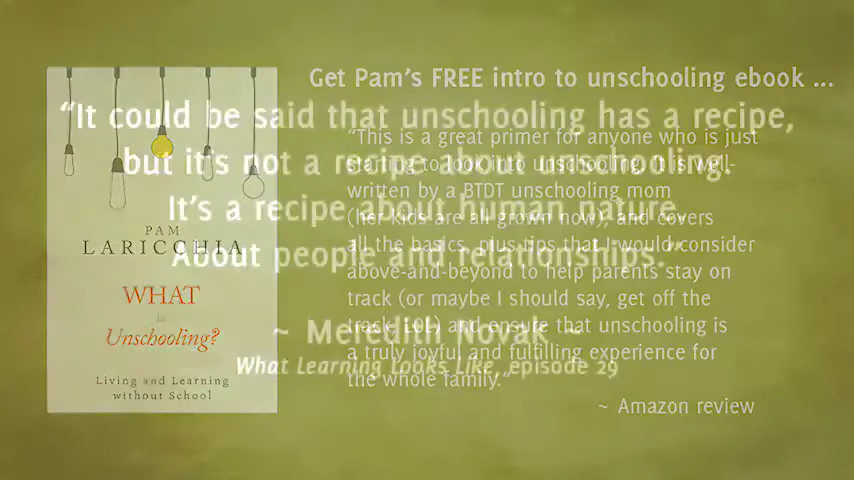 Get Pam's FREE intro to unschooling ebook ...
"It could be said that unschooling has a recipe,
but it's not a recipe about unschooling.
It's a recipe about human nature.
About people and relationships."
~ Meredith Novak ~
What Learning Looks Like, episode 29
"This is a great primer for anyone who is just
starting to look into unschooling. It is well-
written by a BTDT unschooling mom
(her kids are all grown now), and covers
all the basics, plus tips that I would consider
above-and-beyond to help parents stay on
track (or maybe I should say, get off the
track, LOL) and ensure that unschooling is
a truly joyful and fulfilling experience for
the whole family."
~ Amazon review
PAM
LARICCHIA
WHAT
is
Unschooling?
Living and Learning
without School